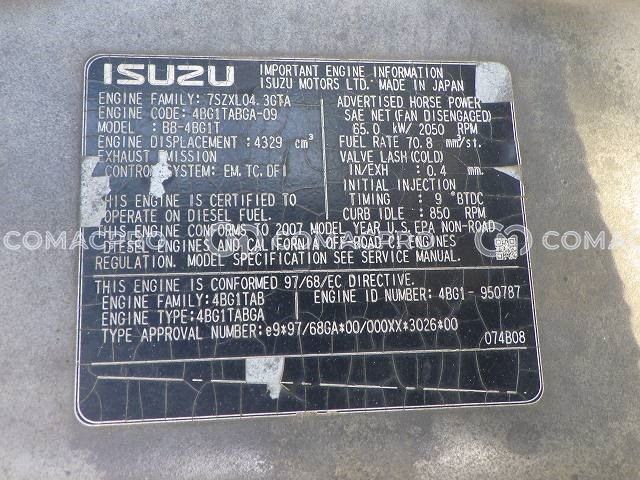 ISUZU
IMPORTANT ENGINE INFORMATION
ISUZU MOTORS LTD. MADE IN JAPAN
ENGINE FAMILY: 7SZXL04.3GTA
ENGINE CODE: 4BG1TABGA-09
MODEL : BB-4BG1T
ENGINE DISPLACEMENT: 4329 cm³
EXHAUST EMISSION
CONTROL SYSTEM: EM, TC, DFI
THIS ENGINE IS CERTIFIED TO
OPERATE ON DIESEL FUEL.
ADVERTISED HORSE POWER
SAE NET (FAN DISENGAGED)
65.0 kW/ 2050 RPM
FUEL RATE 70.8 mm³/st.
VALVE LASH (COLD)
IN/EXH : 0.4 mm.
INITIAL INJECTION
TIMING : 9 °BTDC
CURB IDLE: 850 RPM
THIS ENGINE CONFORMS TO 2007 MODEL YEAR U.S. EPA NON-ROAD
DIESEL ENGINES AND CALIFORNIA OFF-ROAD CI ENGINES
REGULATION. MODEL SPECIFICATION SEE SERVICE MANUAL.
THIS ENGINE IS CONFORMED 97/68/EC DIRECTIVE.
ENGINE FAMILY: 4BG1TAB
ENGINE ID NUMBER: 4BG1 - 950787
ENGINE TYPE: 4BG1TABGA
TYPE APPROVAL NUMBER: e9*97/68GA*00/000XX*3026*00
074B08
COMACPRO COMACPRO COMACPRO